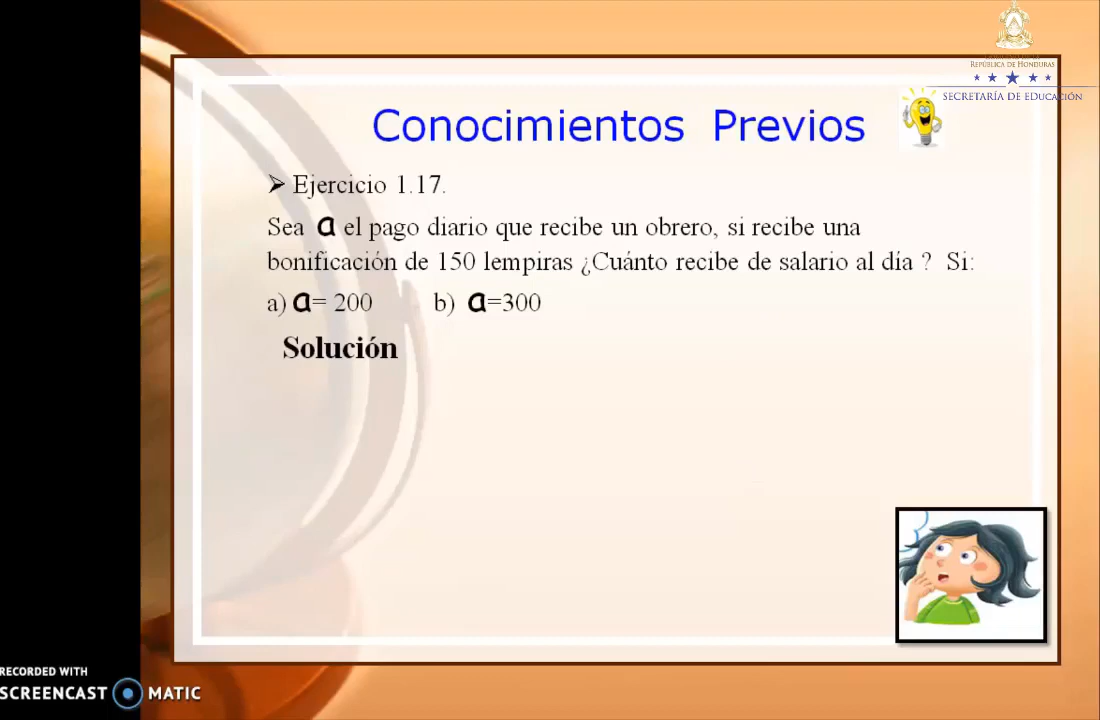 REPÚBLICA DE HONDURAS
SECRETARÍA DE EDUCACIÓN
Conocimientos Previos
➢ Ejercicio 1.17.
Sea a el pago diario que recibe un obrero, si recibe una
bonificación de 150 lempiras ¿Cuánto recibe de salario al día ? Si:
a) a= 200 b) a=300
Solución
RECORDED WITH
SCREENCAST MATIC